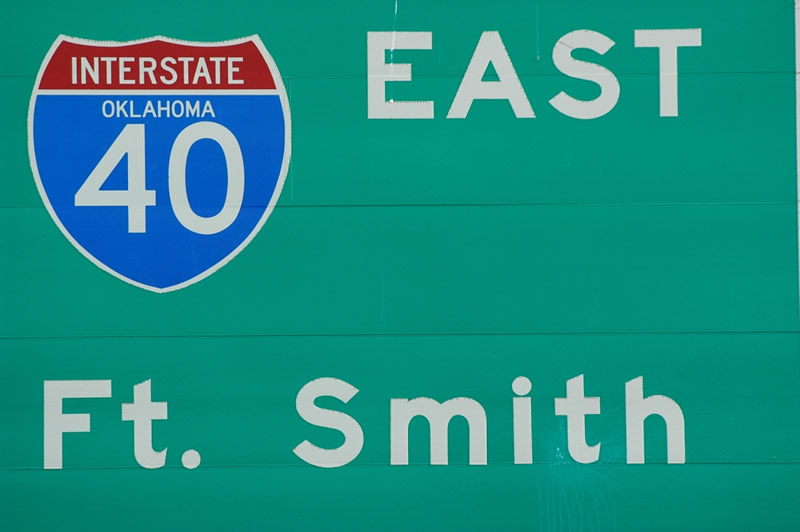 INTERSTATE
OKLAHOMA
40
EAST
Ft. Smith